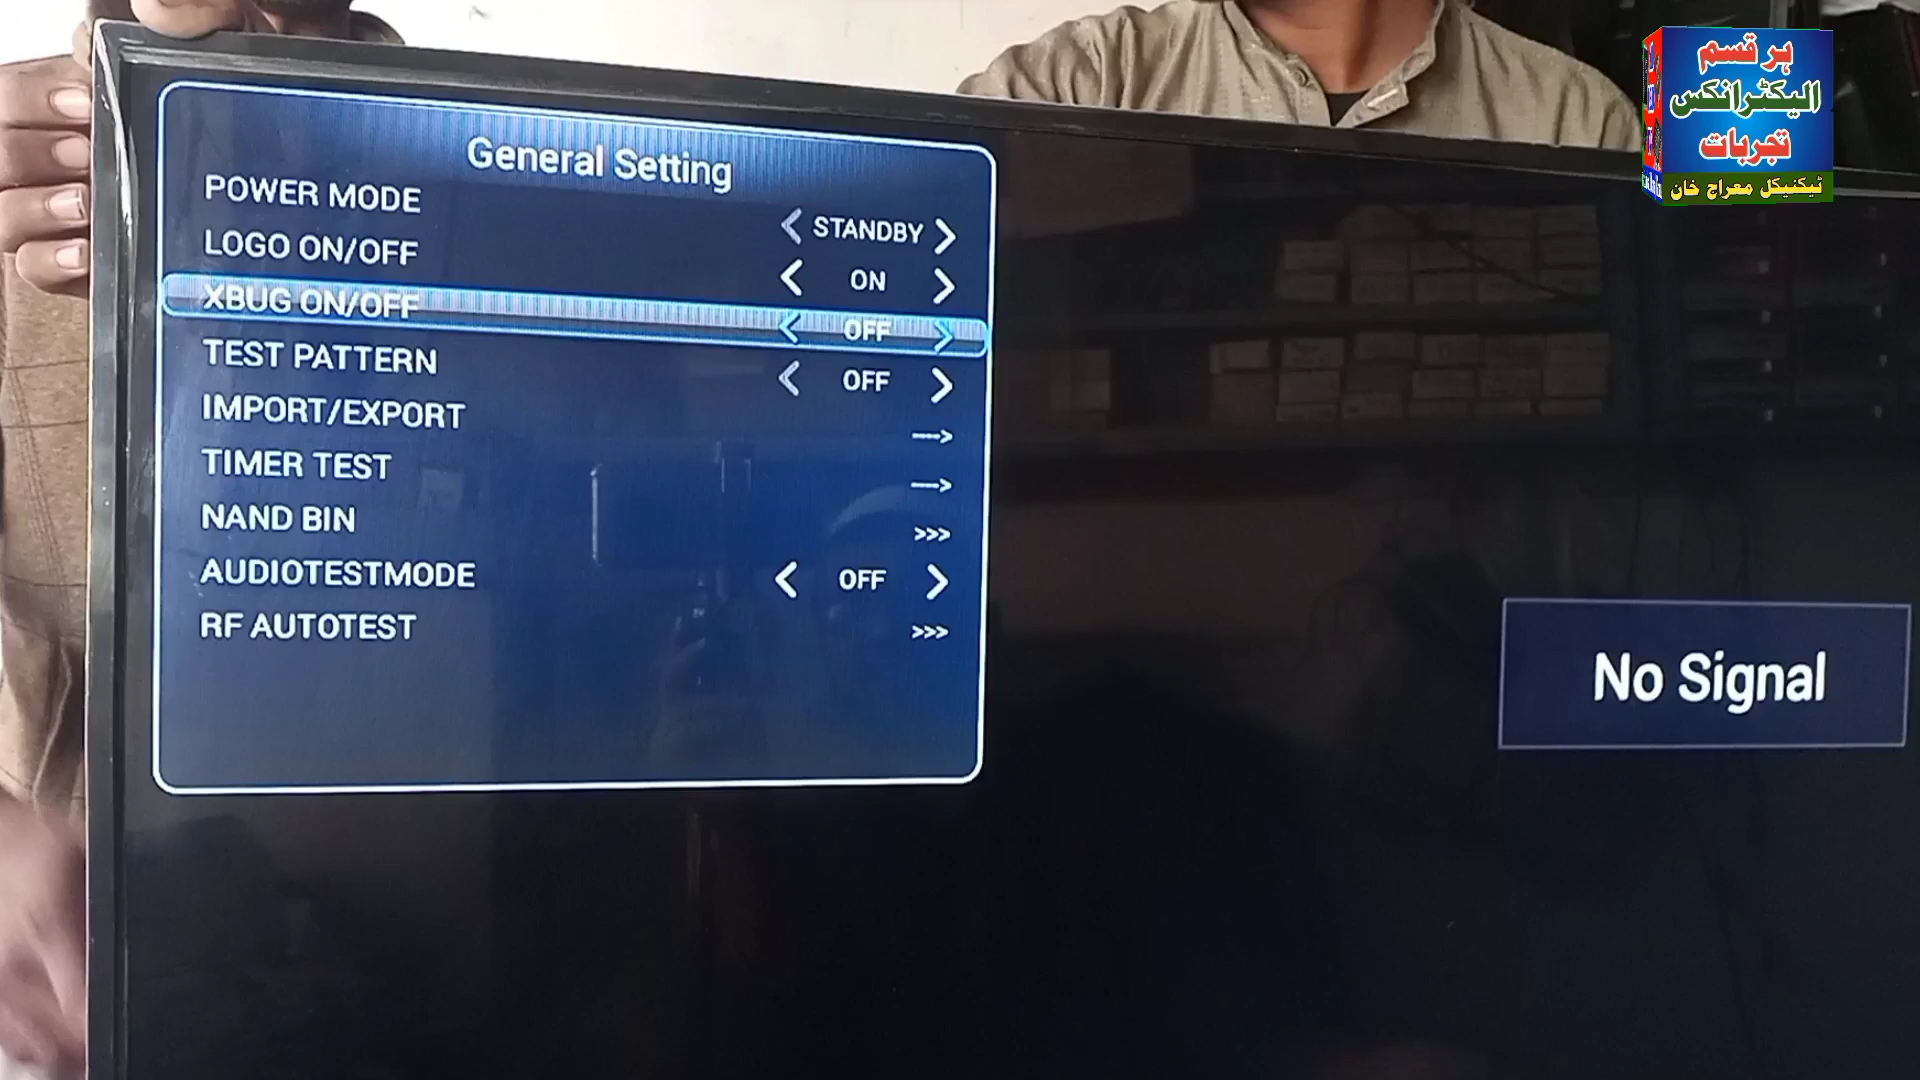 General Setting
POWER MODE
< STANDBY >
LOGO ON/OFF
< ON >
XBUG ON/OFF
< OFF >
TEST PATTERN
< OFF >
IMPORT/EXPORT
--->
TIMER TEST
--->
NAND BIN
>>>
AUDIOTESTMODE
< OFF >
RF AUTOTEST
>>>
No Signal
ہر قسم
الیکٹرانکس
تجربات
ٹیکنیکل معراج خان